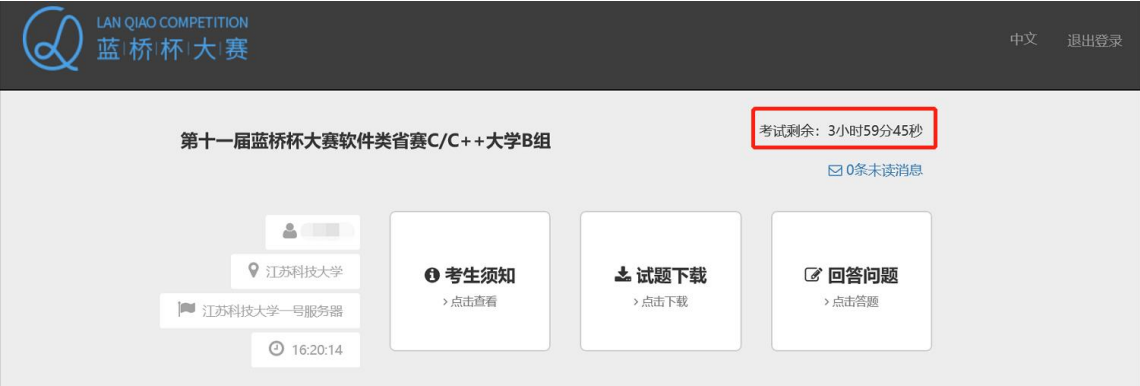 LAN QIAO COMPETITION
蓝桥杯大赛
中文
退出登录
第十一届蓝桥杯大赛软件类省赛C/C++大学B组
考试剩余：3小时59分45秒
0条未读消息
江苏科技大学
江苏科技大学一号服务器
16:20:14
考生须知
>点击查看
试题下载
>点击下载
回答问题
>点击答题